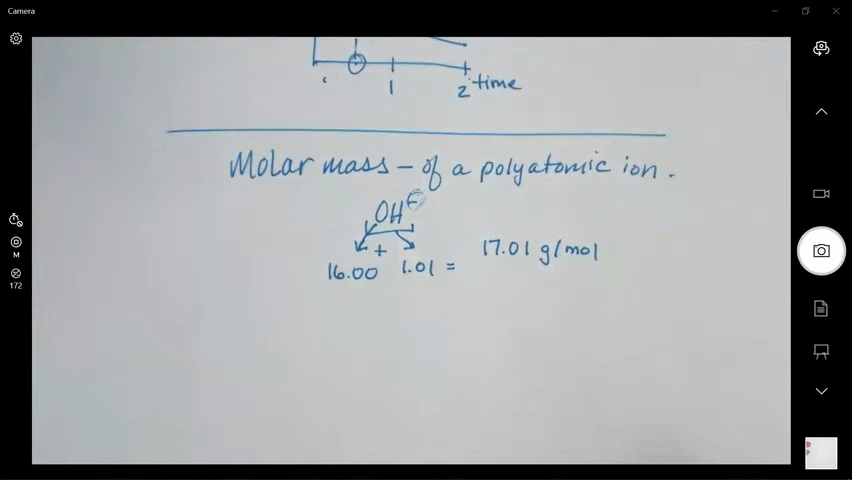 Camera
1
2
time
Molar mass - of a polyatomic ion.
OH⁻
+
16.00 1.01 = 17.01 g/mol
M
172